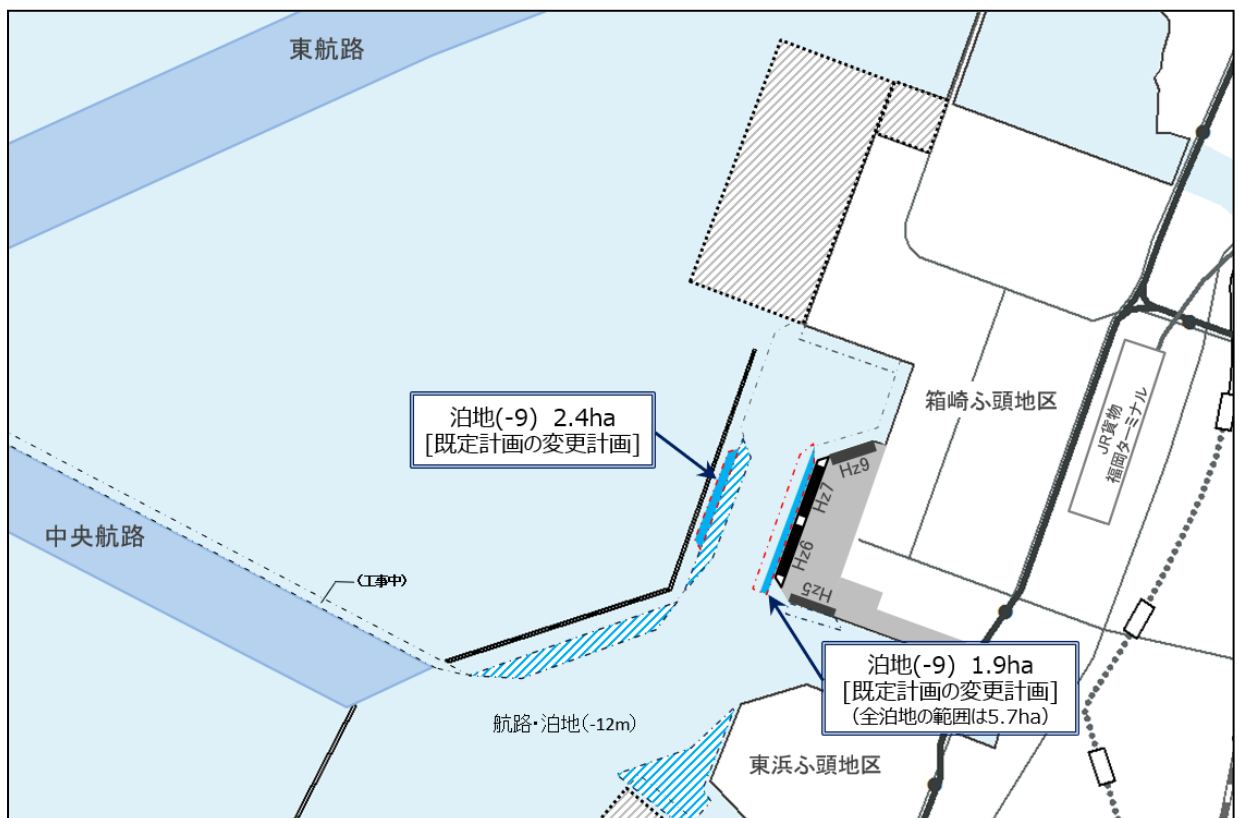 東航路
泊地(-9) 2.4ha
[既定計画の変更計画]
箱崎ふ頭地区
JR貨物
福岡ターミナル
Hz9
Hz7
Hz6
Hz5
中央航路
(工事中)
泊地(-9) 1.9ha
[既定計画の変更計画]
(全泊地の範囲は5.7ha)
航路・泊地(-12m)
東浜ふ頭地区